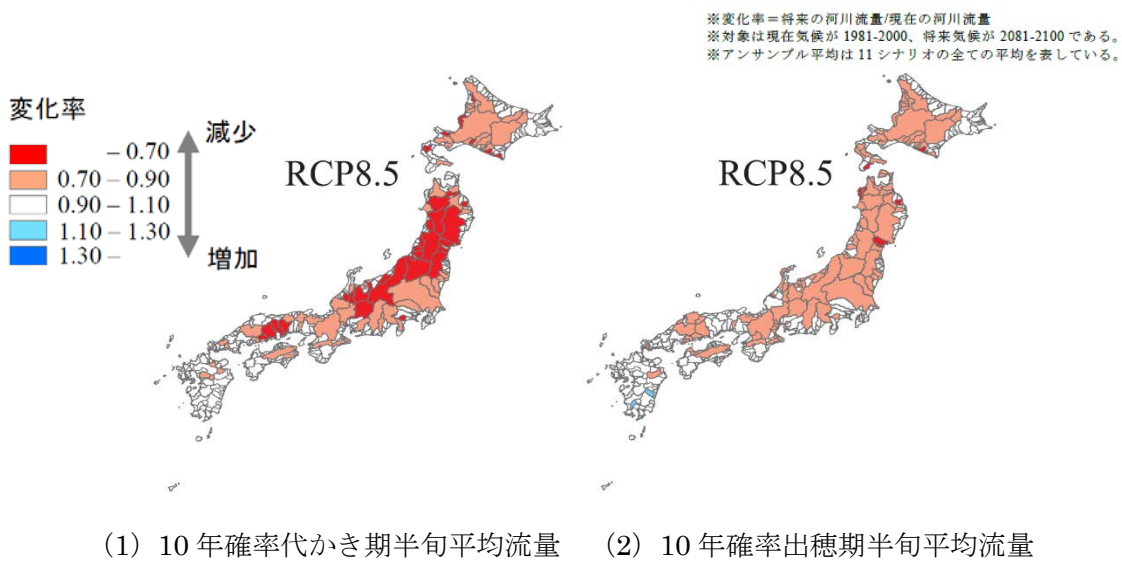 ※変化率＝将来の河川流量/現在の河川流量
※対象は現在気候が 1981-2000、将来気候が 2081-2100 である。
※アンサンブル平均は 11 シナリオの全ての平均を表している。
変化率
減少
– 0.70
0.70 – 0.90
0.90 – 1.10
1.10 – 1.30
1.30 –
増加
RCP8.5
RCP8.5
（1）10 年確率代かき期半旬平均流量
（2）10 年確率出穂期半旬平均流量